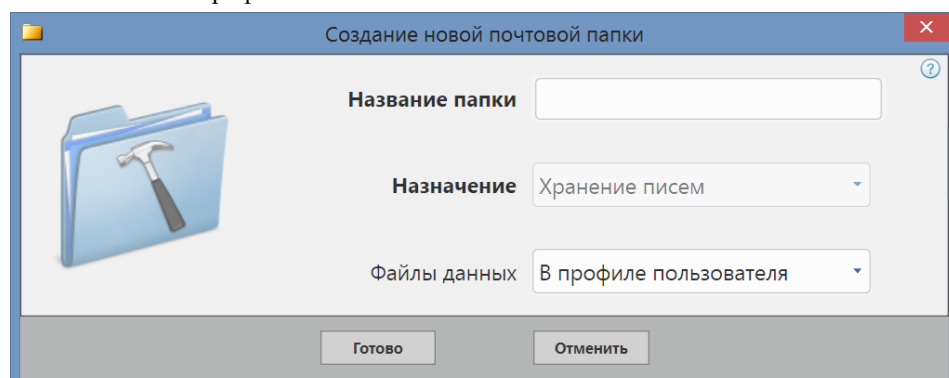 Создание новой почтовой папки
Название папки
Назначение Хранение писем
Файлы данных В профиле пользователя
Готово Отменить